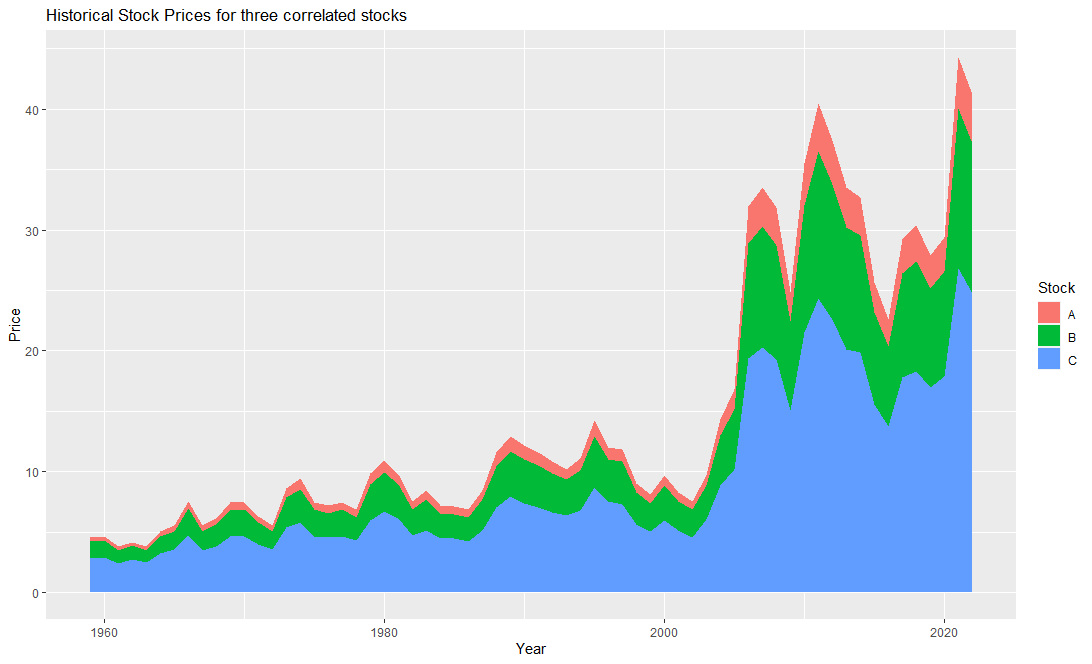 Historical Stock Prices for three correlated stocks
Price
40
30
20
10
0
1960
1980
2000
2020
Year
Stock
A
B
C